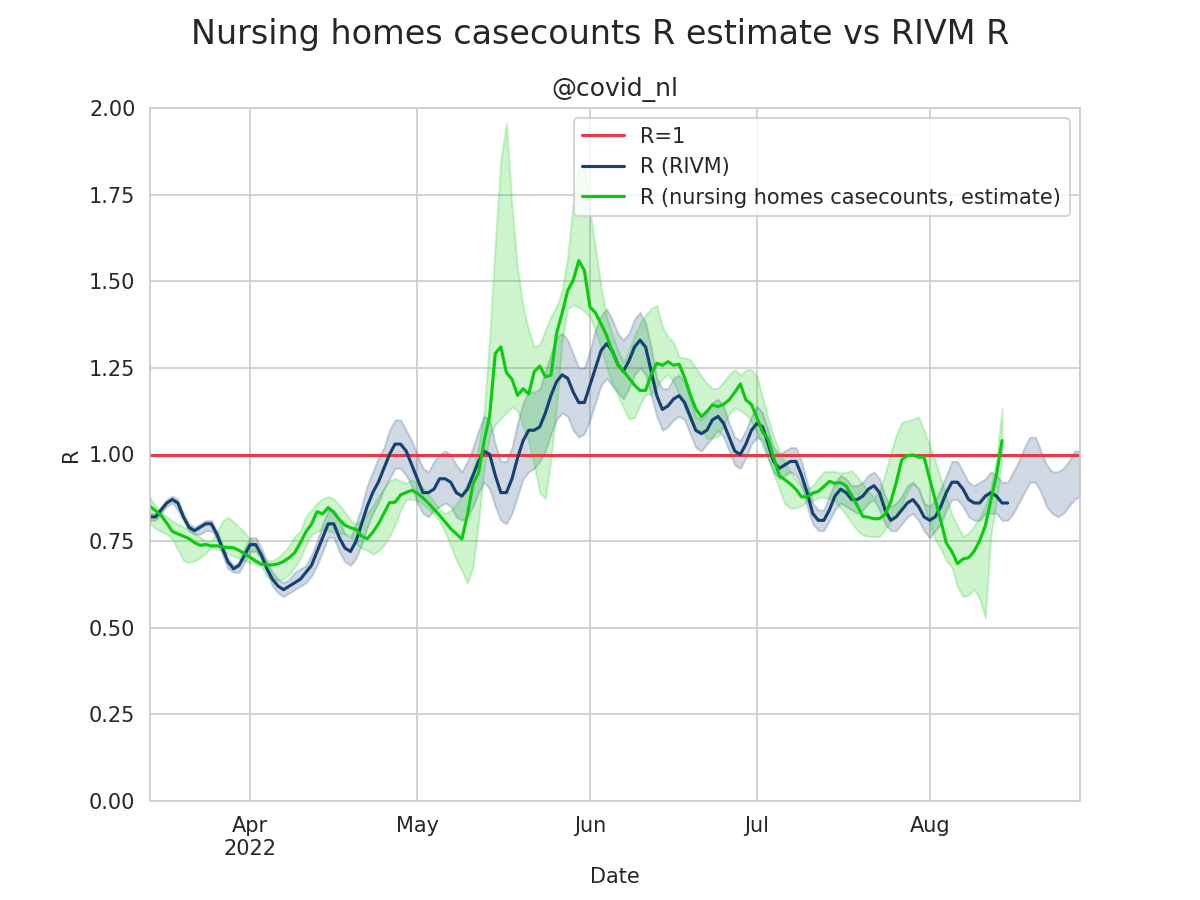 Nursing homes casecounts R estimate vs RIVM R
@covid_nl
R=1
R (RIVM)
R (nursing homes casecounts, estimate)
2.00
1.75
1.50
1.25
1.00
0.75
0.50
0.25
0.00
R
Apr
2022
May
Jun
Jul
Aug
Date